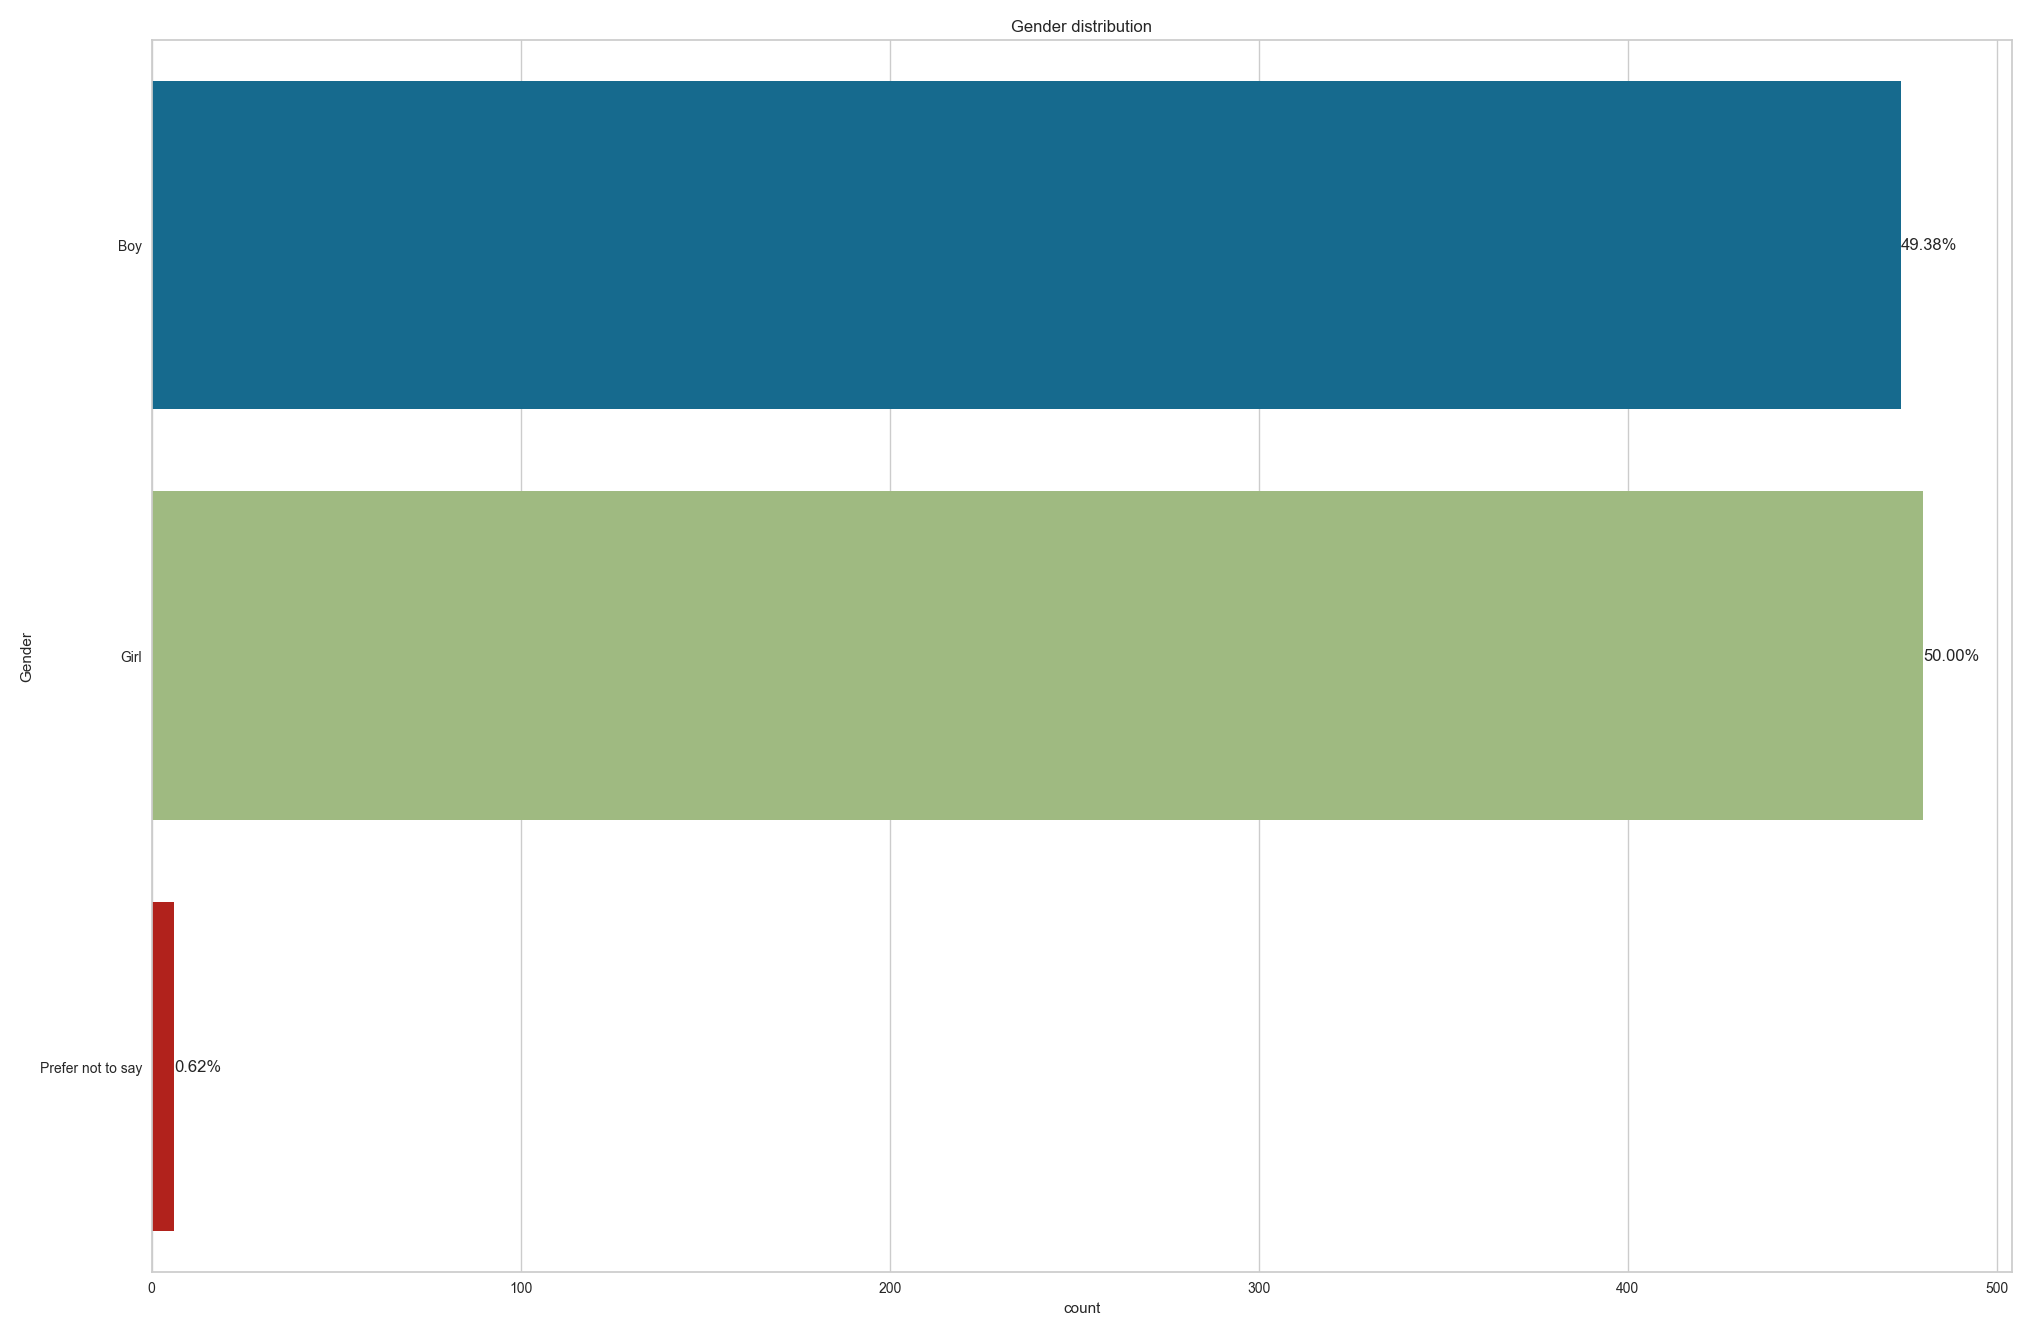 Gender distribution
Boy
49.38%
Gender
Girl
50.00%
Prefer not to say
0.62%
0 100 200 300 400 500
count